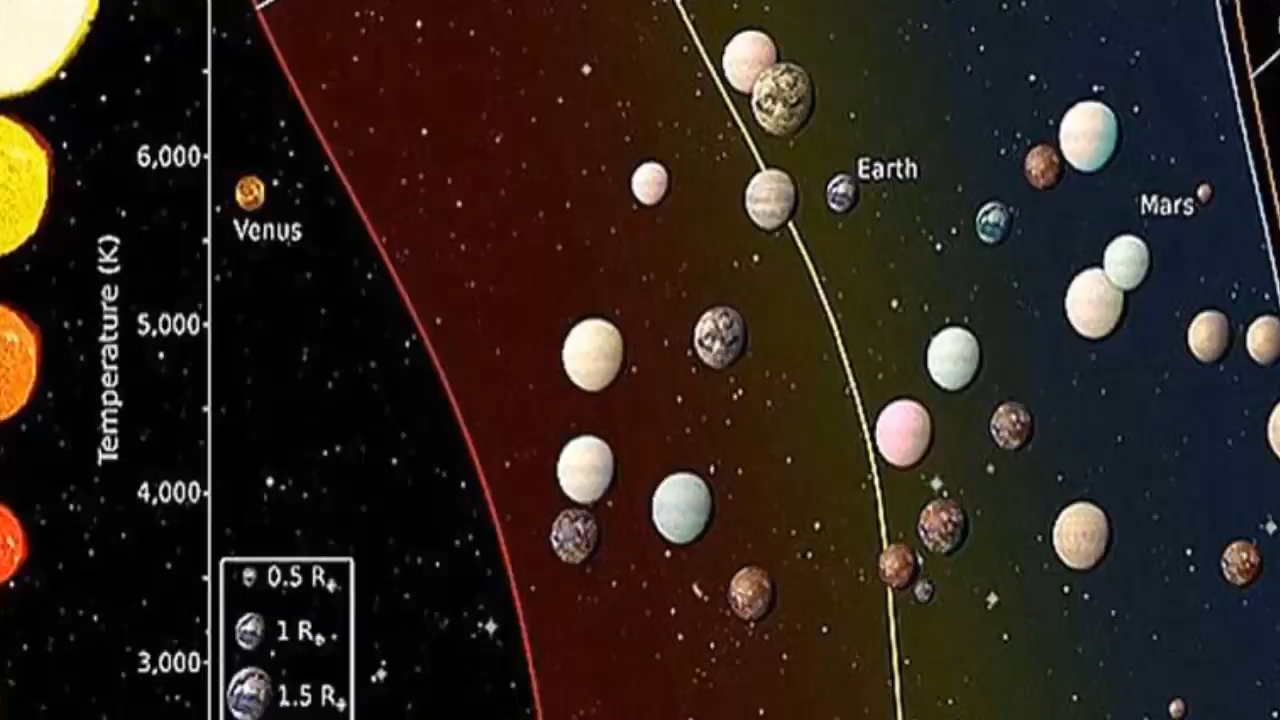 6,000
Earth
Mars
Venus
Temperature (K)
5,000
4,000
0.5 R⊕
1 R⊕
3,000
1.5 R⊕